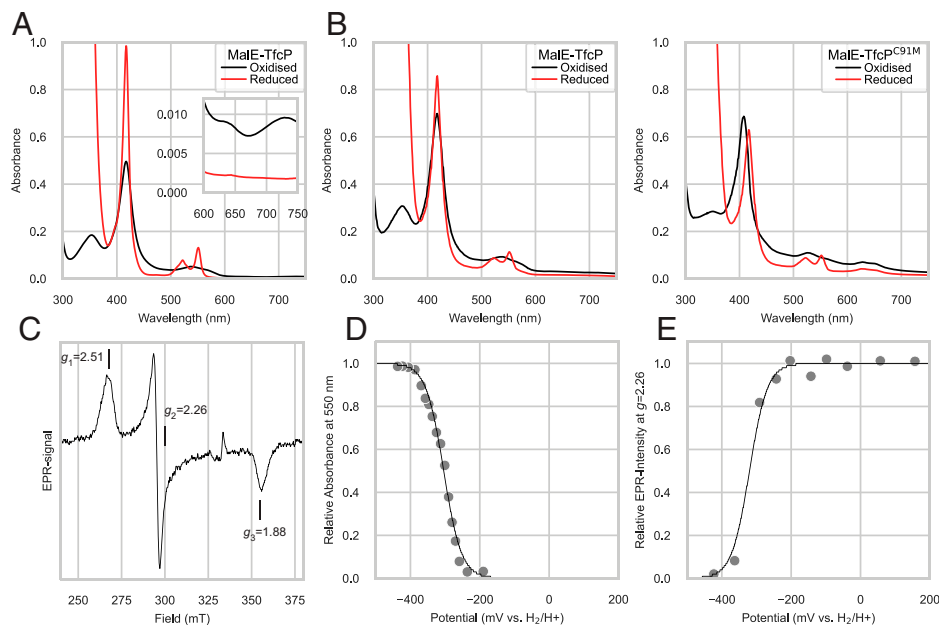 A
B
MalE-TfcP
Oxidised
Reduced
1.0
0.8
0.6
0.4
0.2
0.0
Absorbance
300
400
500
600
700
Wavelength (nm)
0.010
0.005
0.000
600
650
700
750
MalE-TfcP
Oxidised
Reduced
1.0
0.8
0.6
0.4
0.2
0.0
Absorbance
300
400
500
600
700
Wavelength (nm)
MalE-TfcP^C91M
Oxidised
Reduced
1.0
0.8
0.6
0.4
0.2
0.0
Absorbance
300
400
500
600
700
Wavelength (nm)
C
g₁=2.51
g₂=2.26
g₃=1.88
EPR-signal
250
275
300
325
350
375
Field (mT)
D
1.0
0.8
0.6
0.4
0.2
0.0
Relative Absorbance at 550 nm
−400
−200
0
200
Potential (mV vs. H₂/H+)
E
1.0
0.8
0.6
0.4
0.2
0.0
Relative EPR-Intensity at g=2.26
−400
−200
0
200
Potential (mV vs. H₂/H+)